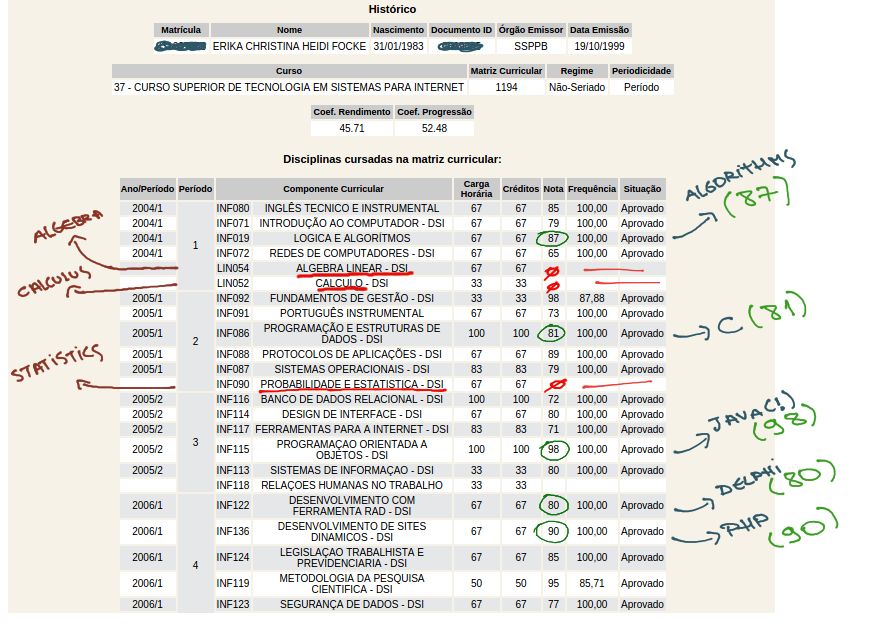 Histórico
Matrícula Nome Nascimento Documento ID Órgão Emissor Data Emissão
ERIKA CHRISTINA HEIDI FOCKE 31/01/1983 SSPPB 19/10/1999
Curso Matriz Curricular Regime Periodicidade
37 - CURSO SUPERIOR DE TECNOLOGIA EM SISTEMAS PARA INTERNET 1194 Não-Seriado Período
Coef. Rendimento Coef. Progressão
45.71 52.48
Disciplinas cursadas na matriz curricular:
Ano/Período Período Componente Curricular Carga Horária Créditos Nota Frequência Situação
2004/1 INF080 INGLÊS TECNICO E INSTRUMENTAL 67 67 85 100,00 Aprovado
2004/1 INF071 INTRODUÇÃO AO COMPUTADOR - DSI 67 67 79 100,00 Aprovado
ALGORITHMS
(87)
2004/1 1 INF019 LOGICA E ALGORÍTMOS 67 67 87 100,00 Aprovado
2004/1 INF072 REDES DE COMPUTADORES - DSI 67 67 65 100,00 Aprovado
ALGEBRA
LIN054 ALGEBRA LINEAR - DSI 67 67
CALCULUS
LIN052 CALCULO - DSI 33 33
2005/1 2 INF092 FUNDAMENTOS DE GESTÃO - DSI 33 33 98 87,88 Aprovado
2005/1 INF091 PORTUGUÊS INSTRUMENTAL 67 67 73 100,00 Aprovado
2005/1 INF086 PROGRAMAÇÃO E ESTRUTURAS DE
DADOS - DSI 100 100 81 100,00 Aprovado
C (81)
2005/1 INF088 PROTOCOLOS DE APLICAÇÕES - DSI 67 67 89 100,00 Aprovado
2005/1 INF087 SISTEMAS OPERACIONAIS - DSI 83 83 79 100,00 Aprovado
STATISTICS
INF090 PROBABILIDADE E ESTATISTICA - DSI 67 67
2005/2 3 INF116 BANCO DE DADOS RELACIONAL - DSI 100 100 72 100,00 Aprovado
2005/2 INF114 DESIGN DE INTERFACE - DSI 67 67 80 100,00 Aprovado
2005/2 INF117 FERRAMENTAS PARA A INTERNET - DSI 83 83 71 100,00 Aprovado
2005/2 INF115 PROGRAMAÇAO ORIENTADA A
OBJETOS - DSI 100 100 98 100,00 Aprovado
JAVA(!)
(98)
2005/2 INF113 SISTEMAS DE INFORMAÇAO - DSI 33 33 80 100,00 Aprovado
INF118 RELAÇOES HUMANAS NO TRABALHO 33 33
2006/1 4 INF122 DESENVOLVIMENTO COM
FERRAMENTA RAD - DSI 67 67 80 100,00 Aprovado
DELPHI (80)
2006/1 INF136 DESENVOLVIMENTO DE SITES
DINAMICOS - DSI 67 67 90 100,00 Aprovado
PHP (90)
2006/1 INF124 LEGISLAÇAO TRABALHISTA E
PREVIDENCIARIA - DSI 67 67 85 100,00 Aprovado
2006/1 INF119 METODOLOGIA DA PESQUISA
CIENTIFICA - DSI 50 50 95 85,71 Aprovado
2006/1 INF123 SEGURANÇA DE DADOS - DSI 67 67 77 100,00 Aprovado